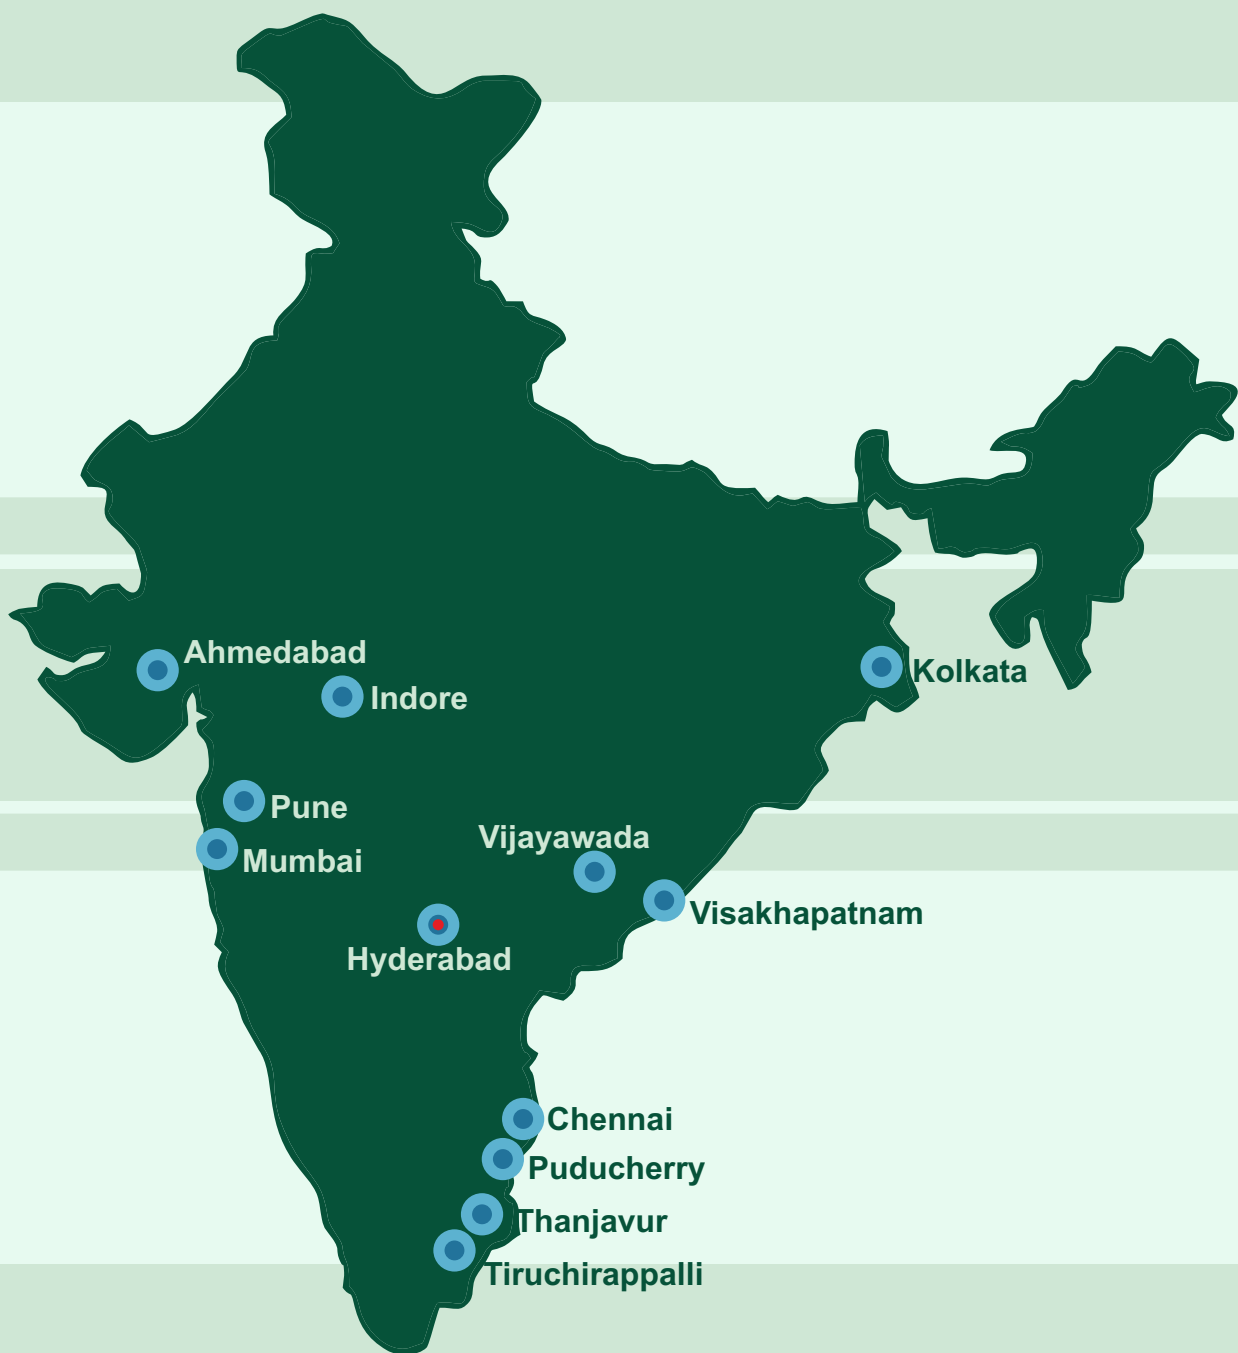 Ahmedabad
Kolkata
Indore
Pune
Vijayawada
Mumbai
Visakhapatnam
Hyderabad
Chennai
Puducherry
Thanjavur
Tiruchirappalli